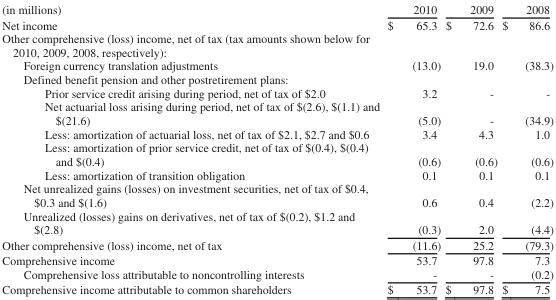 (in millions) 2010 2009 2008
Net income $ 65.3 $ 72.6 $ 86.6
Other comprehensive (loss) income, net of tax (tax amounts shown below for
2010, 2009, 2008, respectively):
Foreign currency translation adjustments (13.0) 19.0 (38.3)
Defined benefit pension and other postretirement plans:
Prior service credit arising during period, net of tax of $2.0 3.2 - -
Net actuarial loss arising during period, net of tax of $(2.6), $(1.1) and
$(21.6) (5.0) - (34.9)
Less: amortization of actuarial loss, net of tax of $2.1, $2.7 and $0.6 3.4 4.3 1.0
Less: amortization of prior service credit, net of tax of $(0.4), $(0.4)
and $(0.4) (0.6) (0.6) (0.6)
Less: amortization of transition obligation 0.1 0.1 0.1
Net unrealized gains (losses) on investment securities, net of tax of $0.4,
$0.3 and $(1.6) 0.6 0.4 (2.2)
Unrealized (losses) gains on derivatives, net of tax of $(0.2), $1.2 and
$(2.8) (0.3) 2.0 (4.4)
Other comprehensive (loss) income, net of tax (11.6) 25.2 (79.3)
Comprehensive income 53.7 97.8 7.3
Comprehensive loss attributable to noncontrolling interests - - (0.2)
Comprehensive income attributable to common shareholders $ 53.7 $ 97.8 $ 7.5